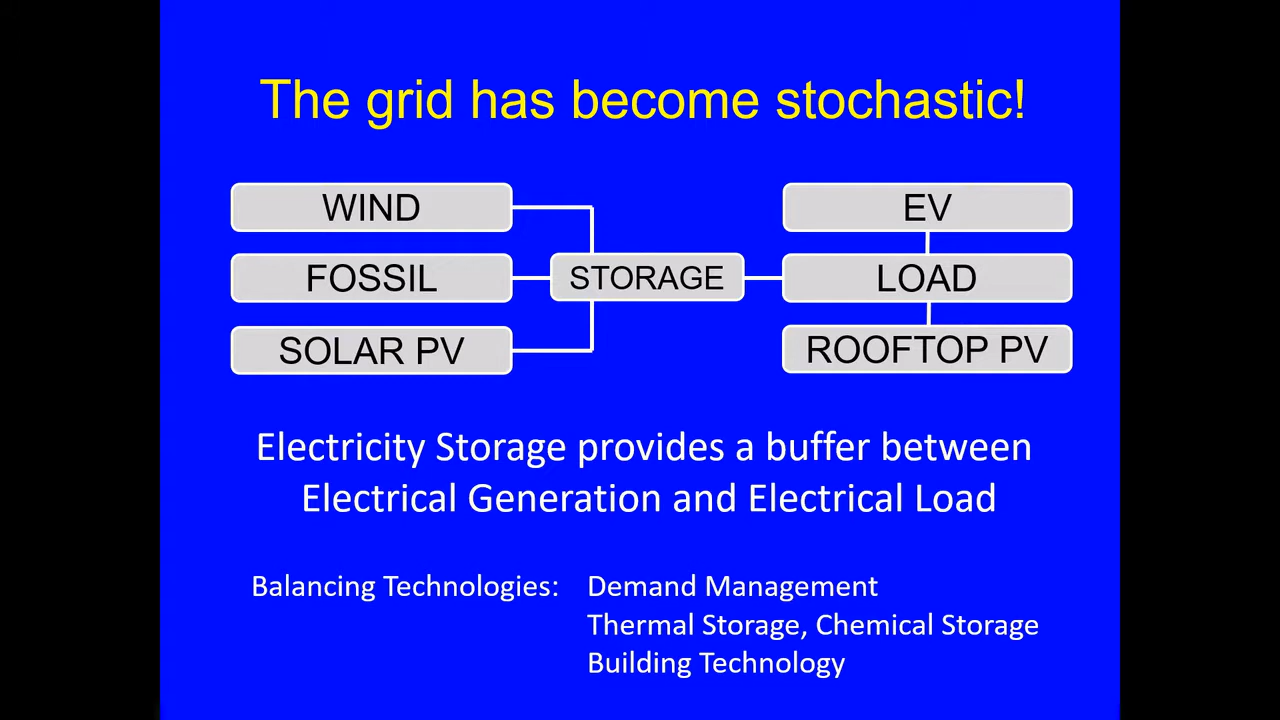 The grid has become stochastic!
WIND
FOSSIL
SOLAR PV
STORAGE
EV
LOAD
ROOFTOP PV
Electricity Storage provides a buffer between
Electrical Generation and Electrical Load
Balancing Technologies: Demand Management
Thermal Storage, Chemical Storage
Building Technology